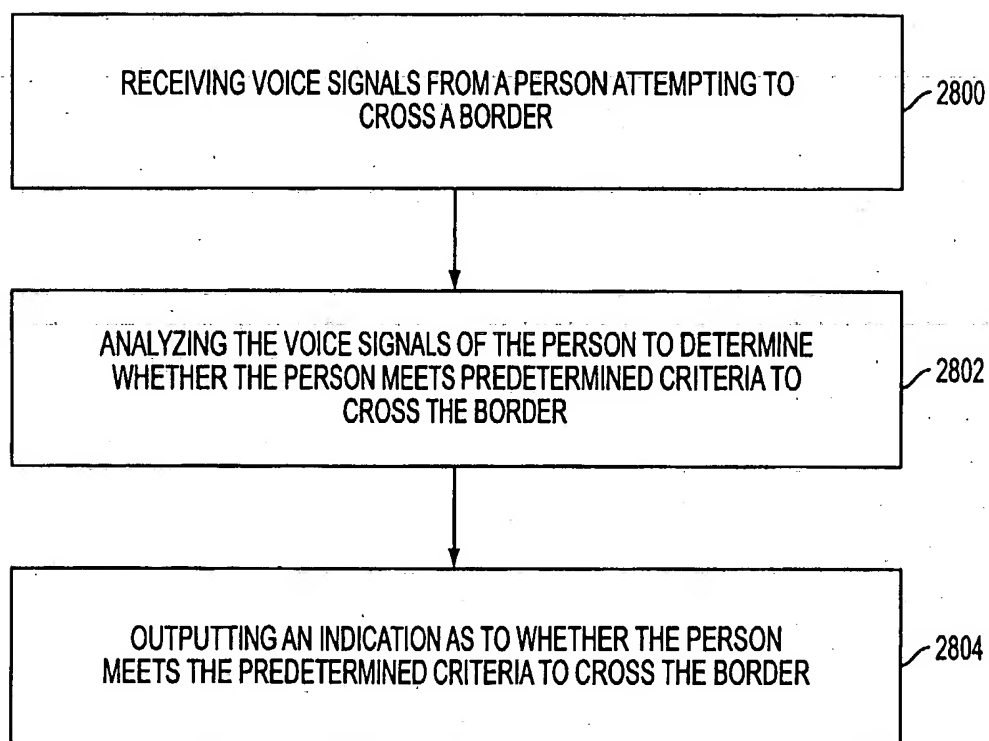 RECEIVING VOICE SIGNALS FROM A PERSON ATTEMPTING TO
CROSS A BORDER
2800
ANALYZING THE VOICE SIGNALS OF THE PERSON TO DETERMINE
WHETHER THE PERSON MEETS PREDETERMINED CRITERIA TO
CROSS THE BORDER
2802
OUTPUTTING AN INDICATION AS TO WHETHER THE PERSON
MEETS THE PREDETERMINED CRITERIA TO CROSS THE BORDER
2804